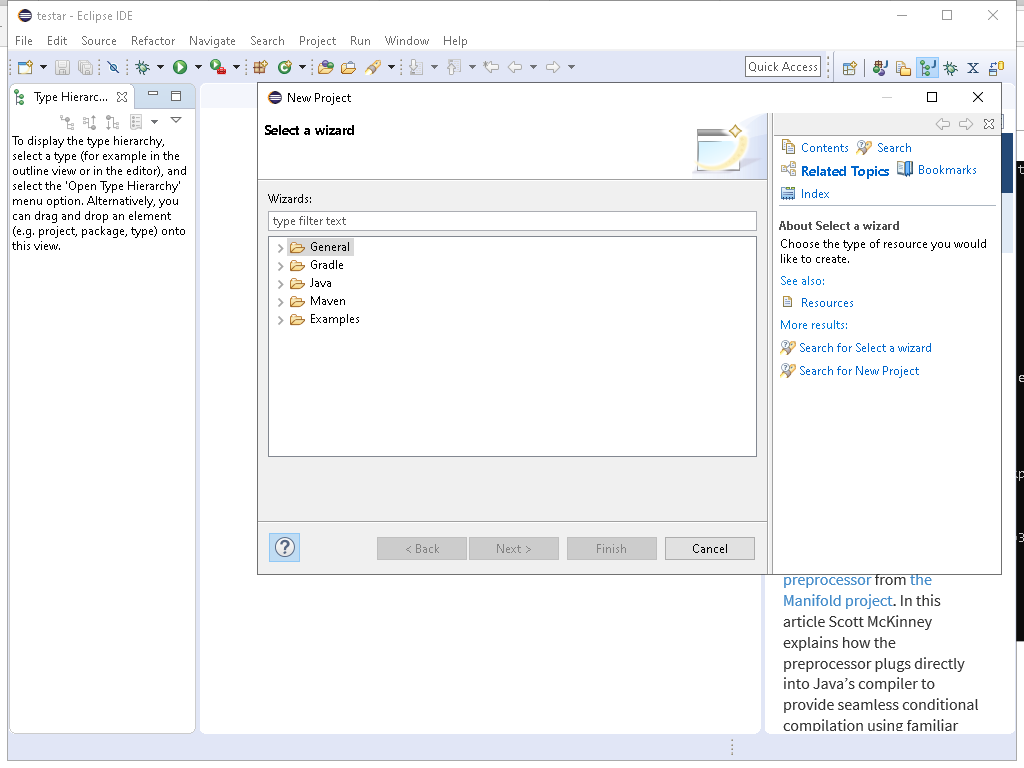 testar - Eclipse IDE
File Edit Source Refactor Navigate Search Project Run Window Help
Quick Access
Type Hierarc...
To display the type hierarchy,
select a type (for example in the
outline view or in the editor), and
select the 'Open Type Hierarchy'
menu option. Alternatively, you
can drag and drop an element
(e.g. project, package, type) onto
this view.
New Project
Select a wizard
Wizards:
type filter text
General
Gradle
Java
Maven
Examples
< Back Next > Finish Cancel
Contents Search
Related Topics Bookmarks
Index
About Select a wizard
Choose the type of resource you would
like to create.
See also:
Resources
More results:
Search for Select a wizard
Search for New Project
preprocessor from the
Manifold project. In this
article Scott McKinney
explains how the
preprocessor plugs directly
into Java's compiler to
provide seamless conditional
compilation using familiar